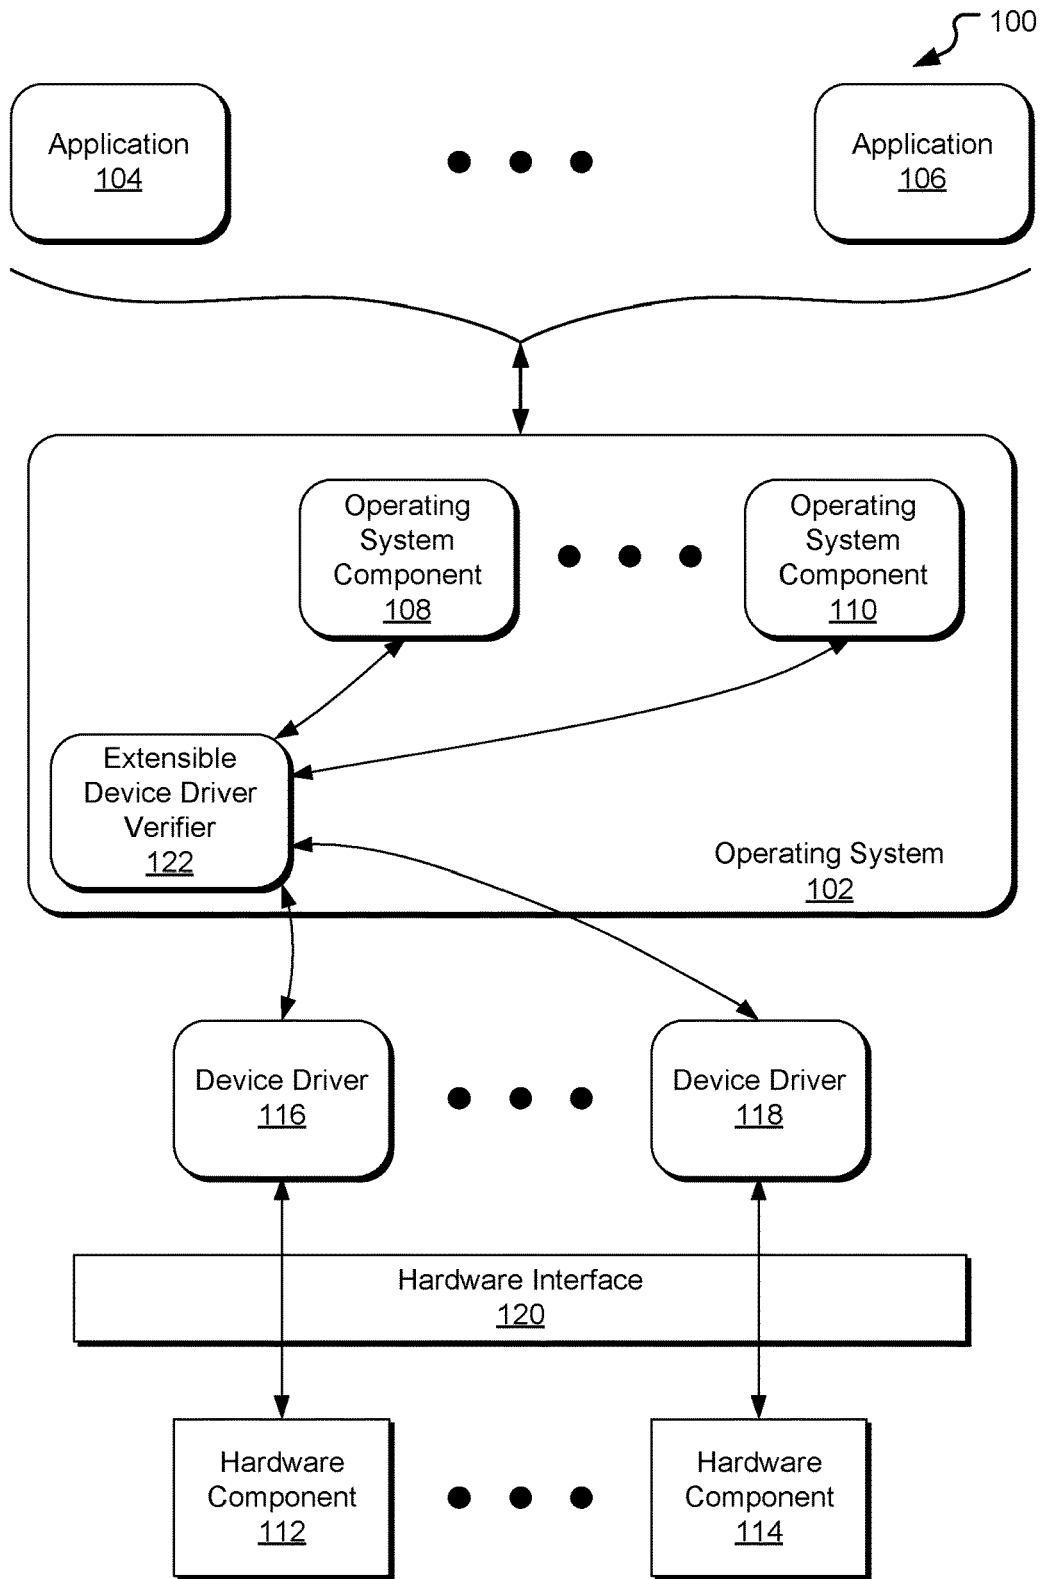 100
Application
104
Application
106
Operating
System
Component
108
Operating
System
Component
110
Extensible
Device Driver
Verifier
122
Operating System
102
Device Driver
116
Device Driver
118
Hardware Interface
120
Hardware
Component
112
Hardware
Component
114